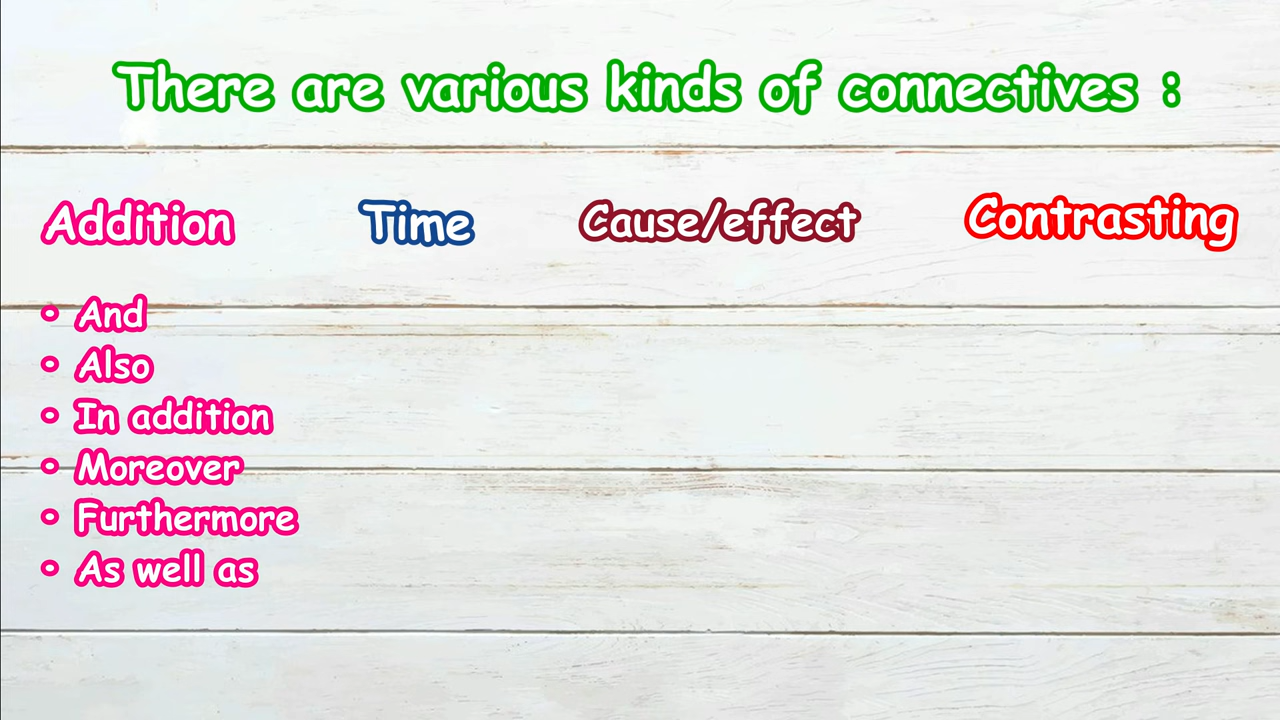 There are various kinds of connectives :
Addition Time Cause/effect Contrasting
• And
• Also
• In addition
• Moreover
• Furthermore
• As well as